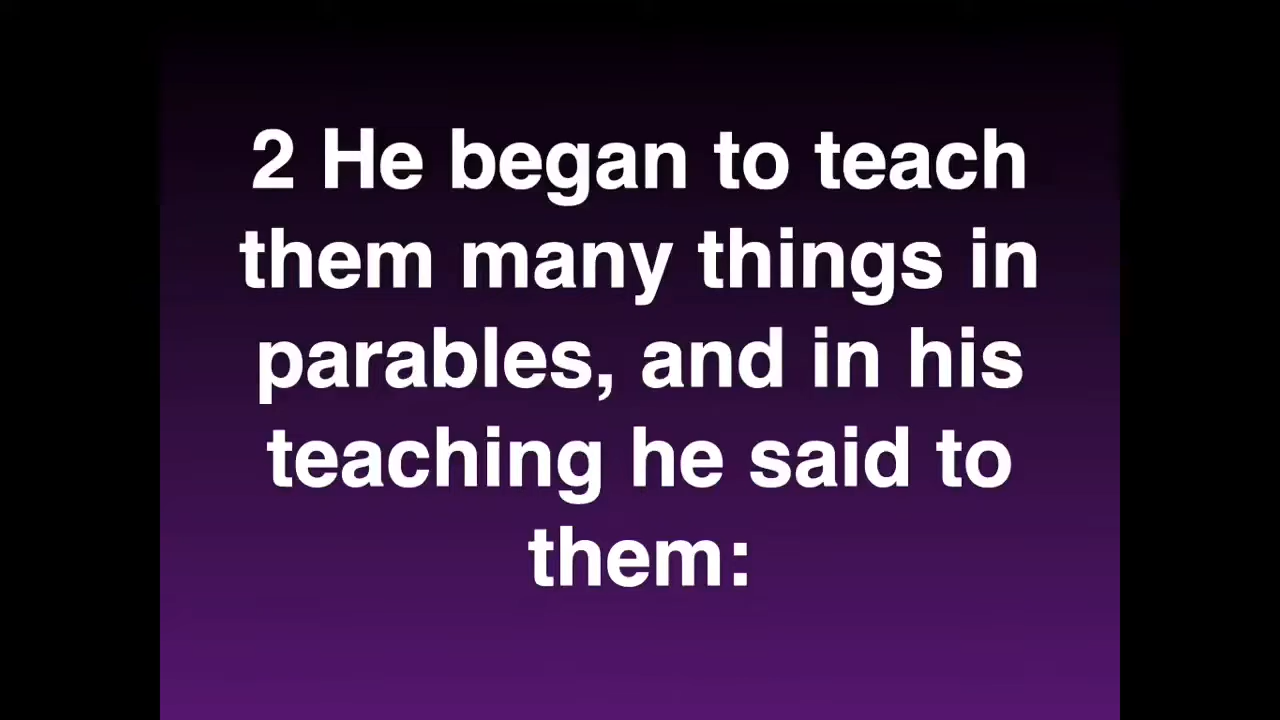 2 He began to teach
them many things in
parables, and in his
teaching he said to
them: